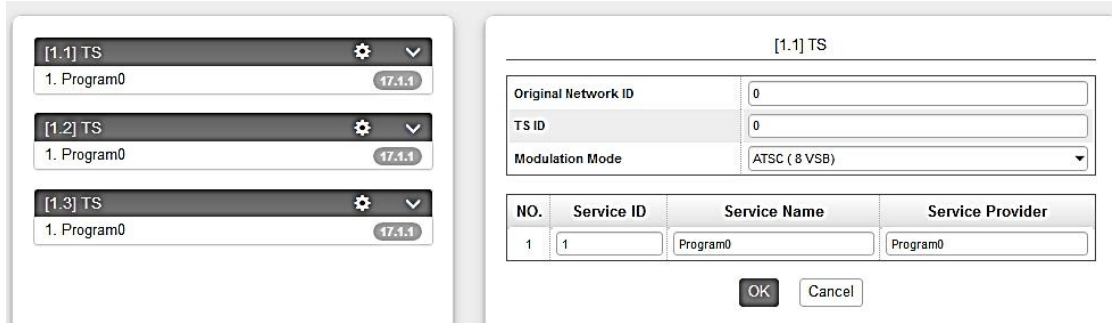 [1.1] TS
1. Program0 17.1.1
[1.2] TS
1. Program0 17.1.1
[1.3] TS
1. Program0 17.1.1
[1.1] TS
Original Network ID 0
TS ID 0
Modulation Mode ATSC ( 8 VSB)
NO. Service ID Service Name Service Provider
1 1 Program0 Program0
OK Cancel